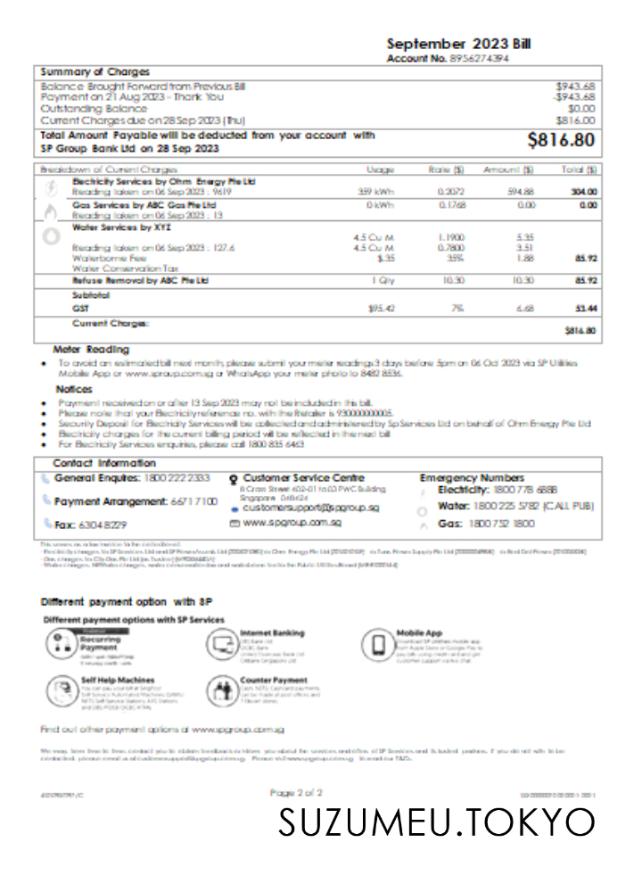 September 2023 Bill
Account No. 8956274394
Summary of Charges
Balance Brought Forward from Previous Bill $943.68
Payment on 21 Aug 2023 - Thank You -$943.68
Outstanding Balance $0.00
Current Charges due on 28 Sep 2023 (Thu) $816.00
Total Amount Payable will be deducted from your account with
SP Group Bank Ltd on 28 Sep 2023
$816.80
Breakdown of Current Charges Usage Rate ($) Amount ($) Total ($)
Electricity Services by Ohm Energy Pte Ltd
Reading taken on 06 Sep 2023 : 9619 359 kWh 0.2072 594.88 304.00
Gas Services by ABC Gas Pte Ltd 0 kWh 0.1768 0.00 0.00
Reading taken on 06 Sep 2023 : 13
Water Services by XYZ
4.5 Cu M 1.1900 5.35
Reading taken on 06 Sep 2023 : 127.6 4.5 Cu M 0.7800 3.51
Waterborne Fee $.35 35% 1.88 85.92
Water Conservation Tax
Refuse Removal by ABC Pte Ltd 1 Qty 10.30 10.30 85.92
Subtotal
GST $95.42 7% 6.68 53.44
Current Charges:
$816.80
Meter Reading
• To avoid an estimated bill next month, please submit your meter readings 3 days before 5pm on 06 Oct 2023 via SP Utilities
Mobile App or www.spgroup.com.sg or WhatsApp your meter photo to 8482 8536.
Notices
• Payment received on or after 13 Sep 2023 may not be included in this bill.
• Please note that your Electricity reference no. with the Retailer is 930000000005.
• Security Deposit for Electricity Services will be collected and administered by Sp Services Ltd on behalf of Ohm Energy Pte Ltd
• Electricity charges for the current billing period will be reflected in the next bill
• For Electricity Services enquiries, please call 1800 835 6463
Contact Information
General Enquires: 1800 222 2333
Payment Arrangement: 6671 7100
Fax: 6304 8229
Customer Service Centre
Singapore
customersupport@spgroup.sg
www.spgroup.com.sg
Emergency Numbers
Electricity: 1800 778 6888
Water: 1800 225 5782 (CALL PUB)
Gas: 1800 752 1800
Different payment option with SP
Different payment options with SP Services
Recurring
Payment
Internet Banking
Mobile App
Self Help Machines
Counter Payment
Find out other payment options at www.spgroup.com.sg
Page 2 of 2
SUZUMEU.TOKYO